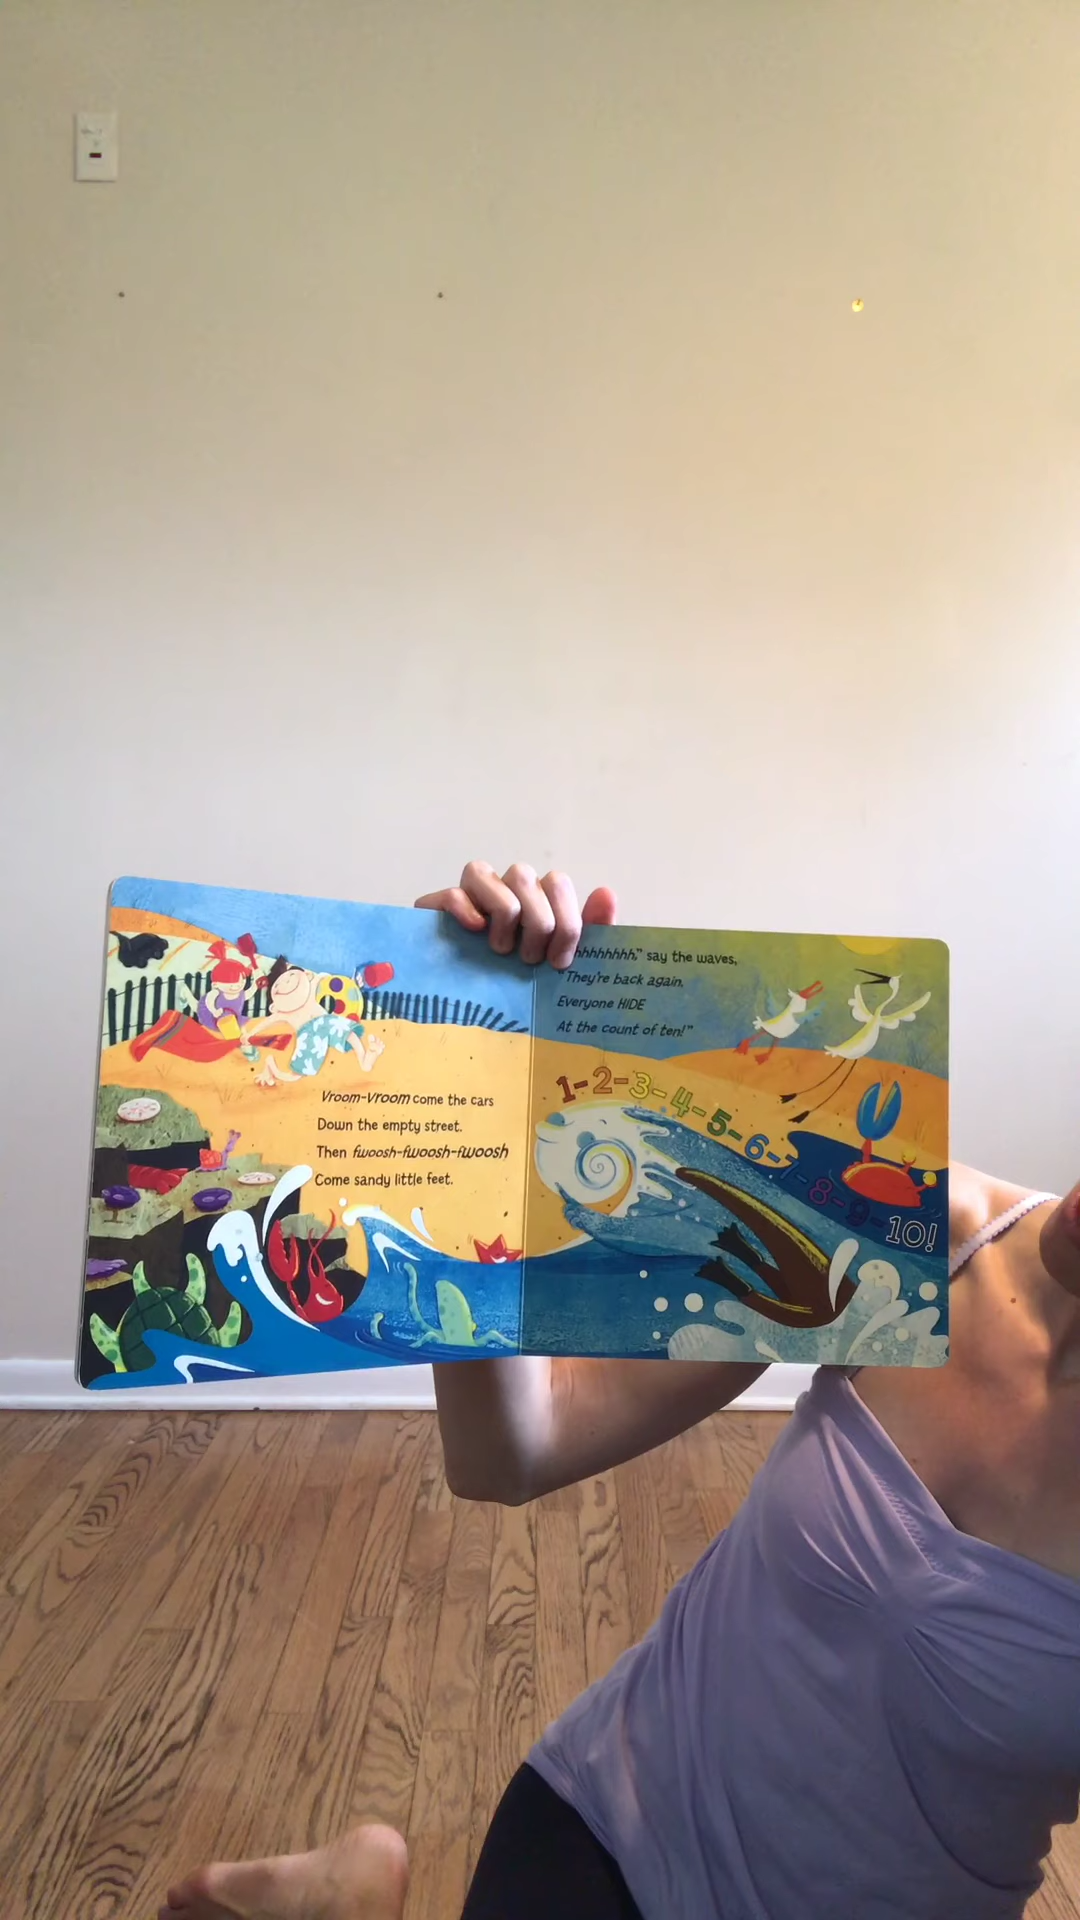 Vroom-Vroom come the cars
Down the empty street.
Then fwoosh-fwoosh-fwoosh
Come sandy little feet.
hhhhhhhh," say the waves,
"They're back again.
Everyone HIDE
At the count of ten!"
1-2-3-4-5-6-7-8-9-10!